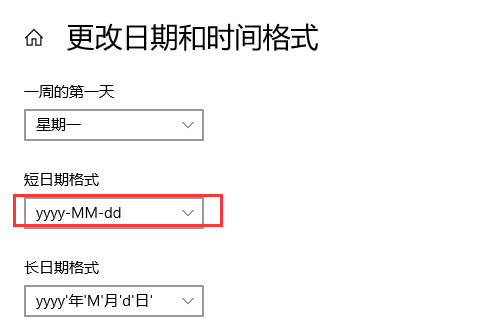 更改日期和时间格式
一周的第一天
星期一
短日期格式
yyyy-MM-dd
长日期格式
yyyy'年'M'月'd'日'